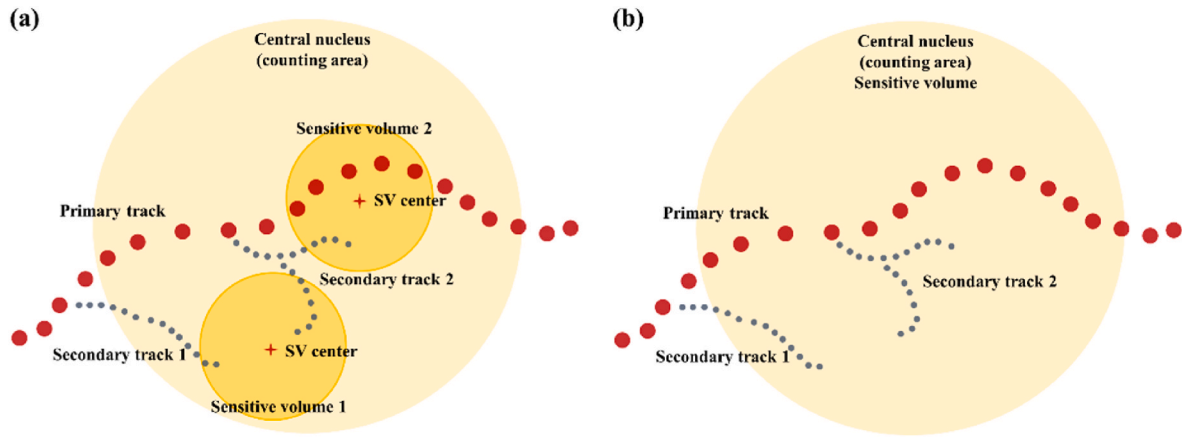 (a)
Central nucleus
(counting area)
Sensitive volume 2
SV center
Primary track
Secondary track 2
Secondary track 1
SV center
Sensitive volume 1
(b)
Central nucleus
(counting area)
Sensitive volume
Primary track
Secondary track 2
Secondary track 1